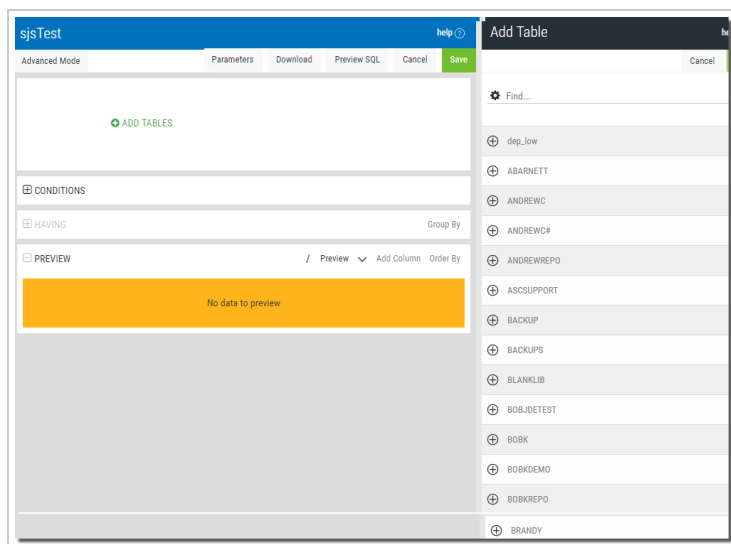 sjsTest
help ?
Advanced Mode
Parameters
Download
Preview SQL
Cancel
Save
ADD TABLES
CONDITIONS
HAVING
Group By
PREVIEW
/ Preview
Add Column
Order By
No data to preview
Add Table
Cancel
Find...
dep_low
ABARNETT
ANDREWC
ANDREWC#
ANDREWREPO
ASCSUPPORT
BACKUP
BACKUPS
BLANKLIB
BOBJDETEST
BOBK
BOBKDEMO
BOBKREPO
BRANDY